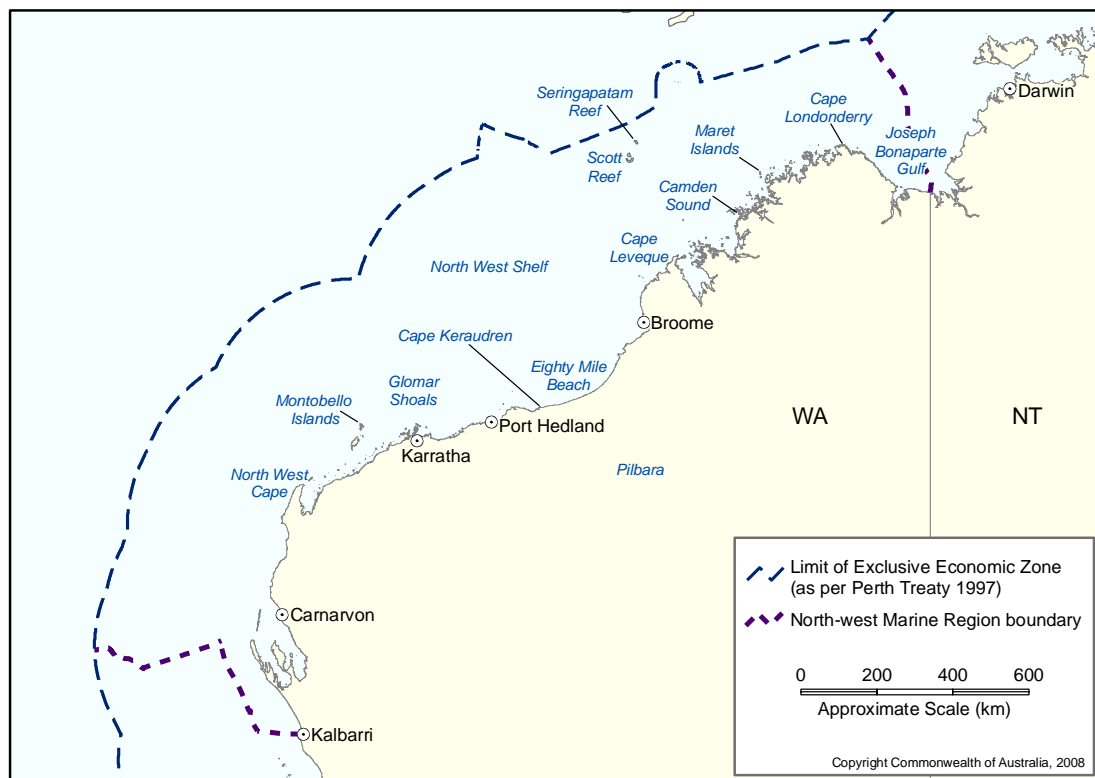 Darwin
Seringapatam
Reef
Cape
Londonderry
Maret
Islands
Joseph
Bonaparte
Gulf
Scott
Reef
Camden
Sound
Cape
Leveque
North West Shelf
Broome
Cape Keraudren
Eighty Mile
Beach
Glomar
Shoals
Montobello
Islands
Port Hedland
WA
NT
Karratha
Pilbara
North West
Cape
Carnarvon
Kalbarri
Limit of Exclusive Economic Zone
(as per Perth Treaty 1997)
North-west Marine Region boundary
0 200 400 600
Approximate Scale (km)
Copyright Commonwealth of Australia, 2008